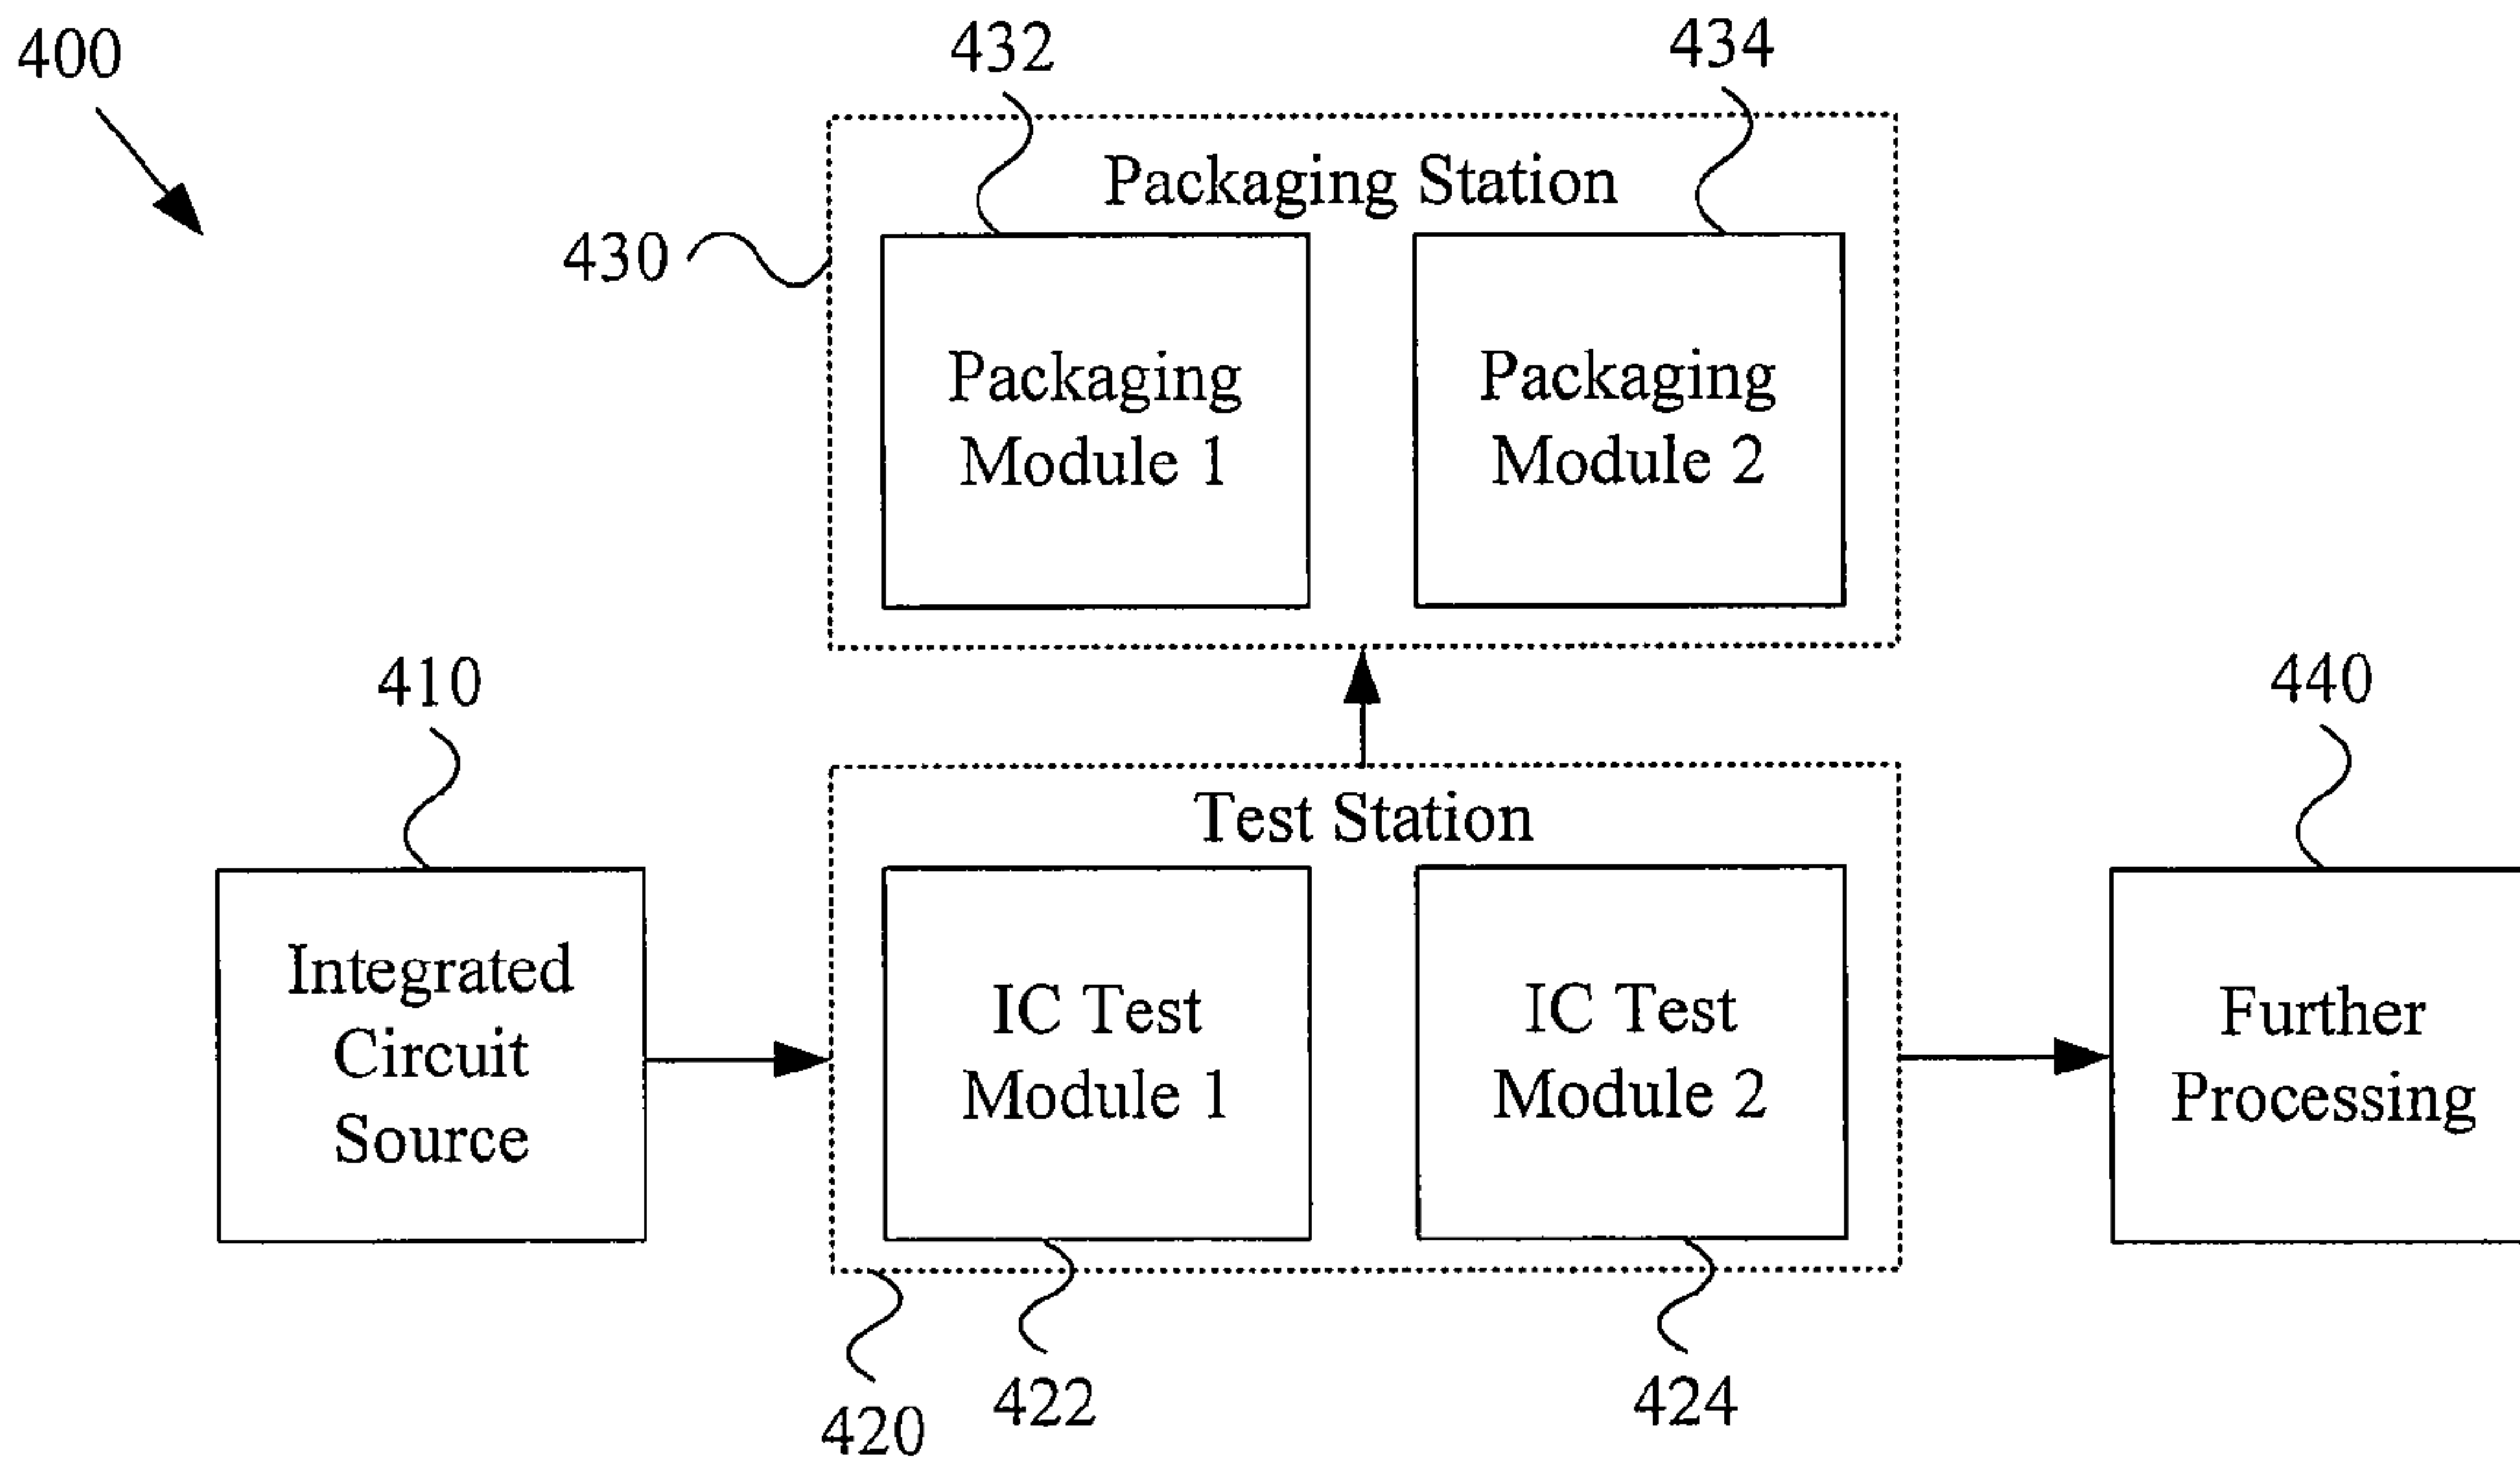 400
432
434
Packaging Station
430
Packaging
Module 1
Packaging
Module 2
410
440
Test Station
Integrated
Circuit
Source
IC Test
Module 1
IC Test
Module 2
Further
Processing
420
422
424